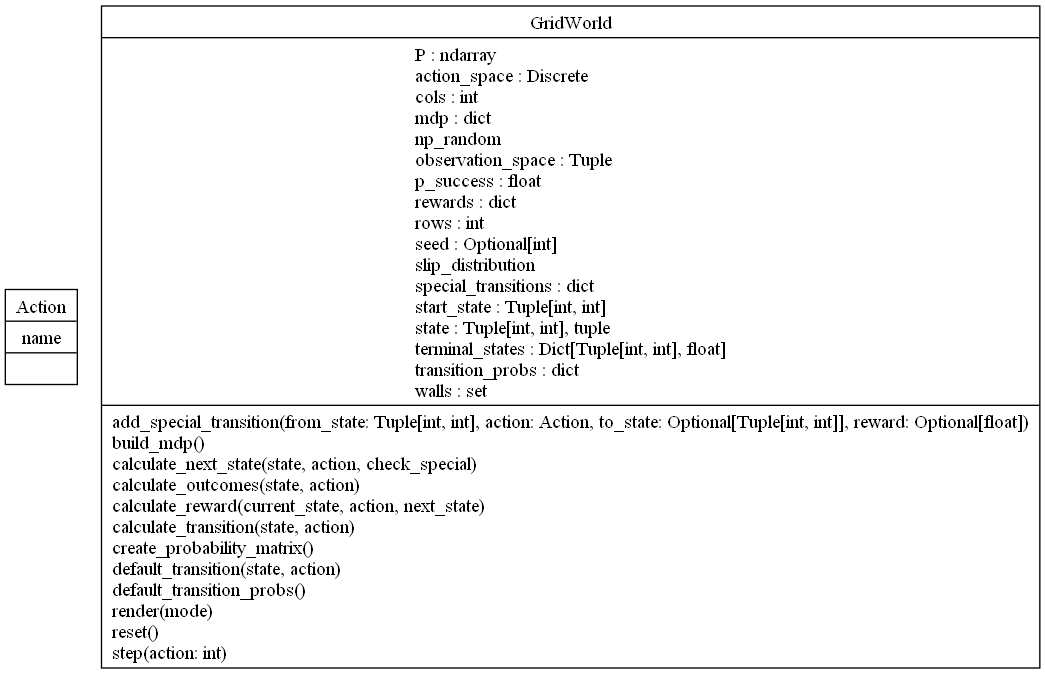 Action
name
GridWorld
P : ndarray
action_space : Discrete
cols : int
mdp : dict
np_random
observation_space : Tuple
p_success : float
rewards : dict
rows : int
seed : Optional[int]
slip_distribution
special_transitions : dict
start_state : Tuple[int, int]
state : Tuple[int, int], tuple
terminal_states : Dict[Tuple[int, int], float]
transition_probs : dict
walls : set
add_special_transition(from_state: Tuple[int, int], action: Action, to_state: Optional[Tuple[int, int]], reward: Optional[float])
build_mdp()
calculate_next_state(state, action, check_special)
calculate_outcomes(state, action)
calculate_reward(current_state, action, next_state)
calculate_transition(state, action)
create_probability_matrix()
default_transition(state, action)
default_transition_probs()
render(mode)
reset()
step(action: int)